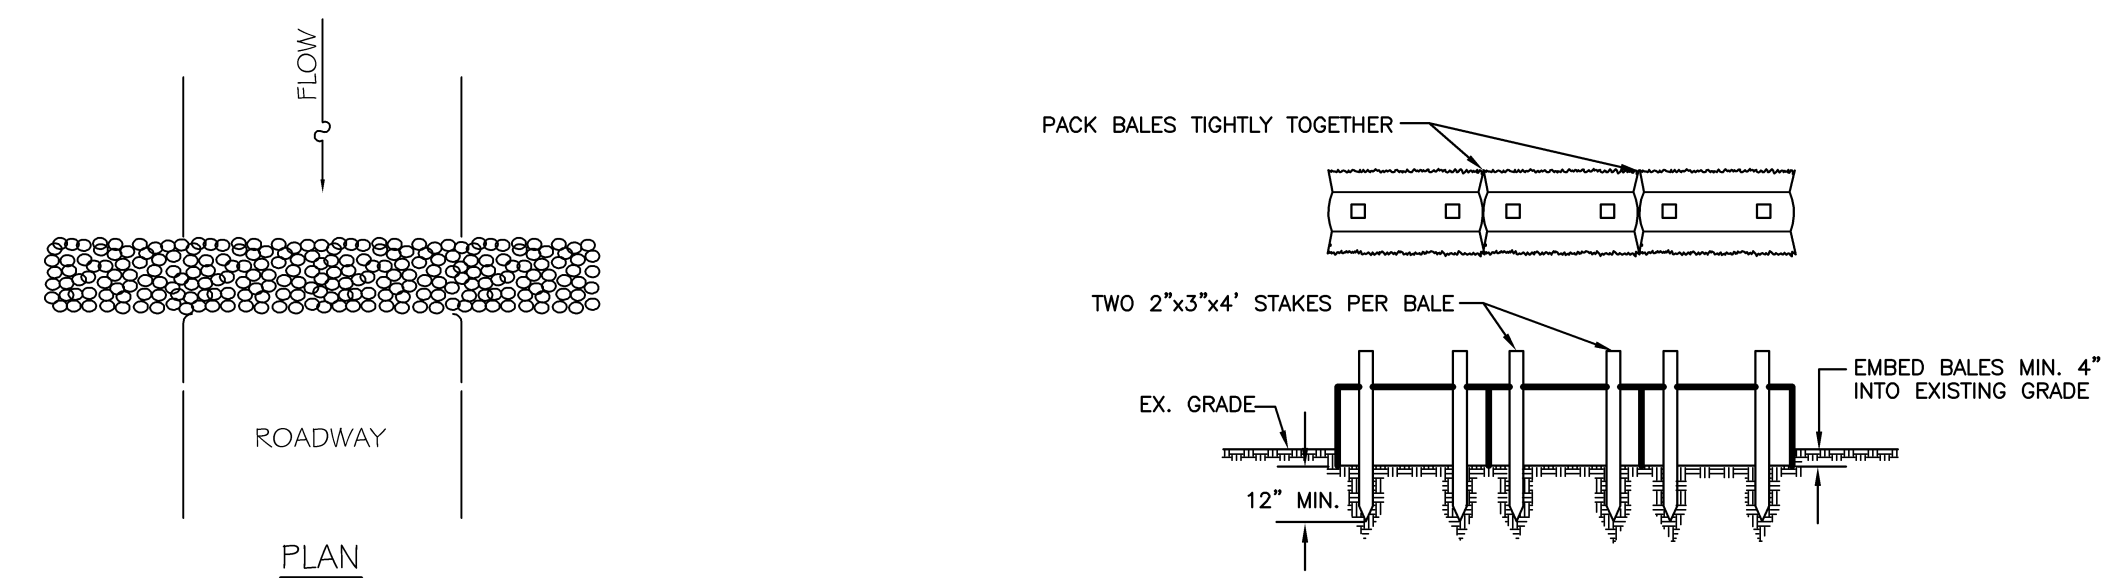 FLOW
ROADWAY
PLAN
PACK BALES TIGHTLY TOGETHER
TWO 2"x3"x4' STAKES PER BALE
EX. GRADE
EMBED BALES MIN. 4"
INTO EXISTING GRADE
12" MIN.